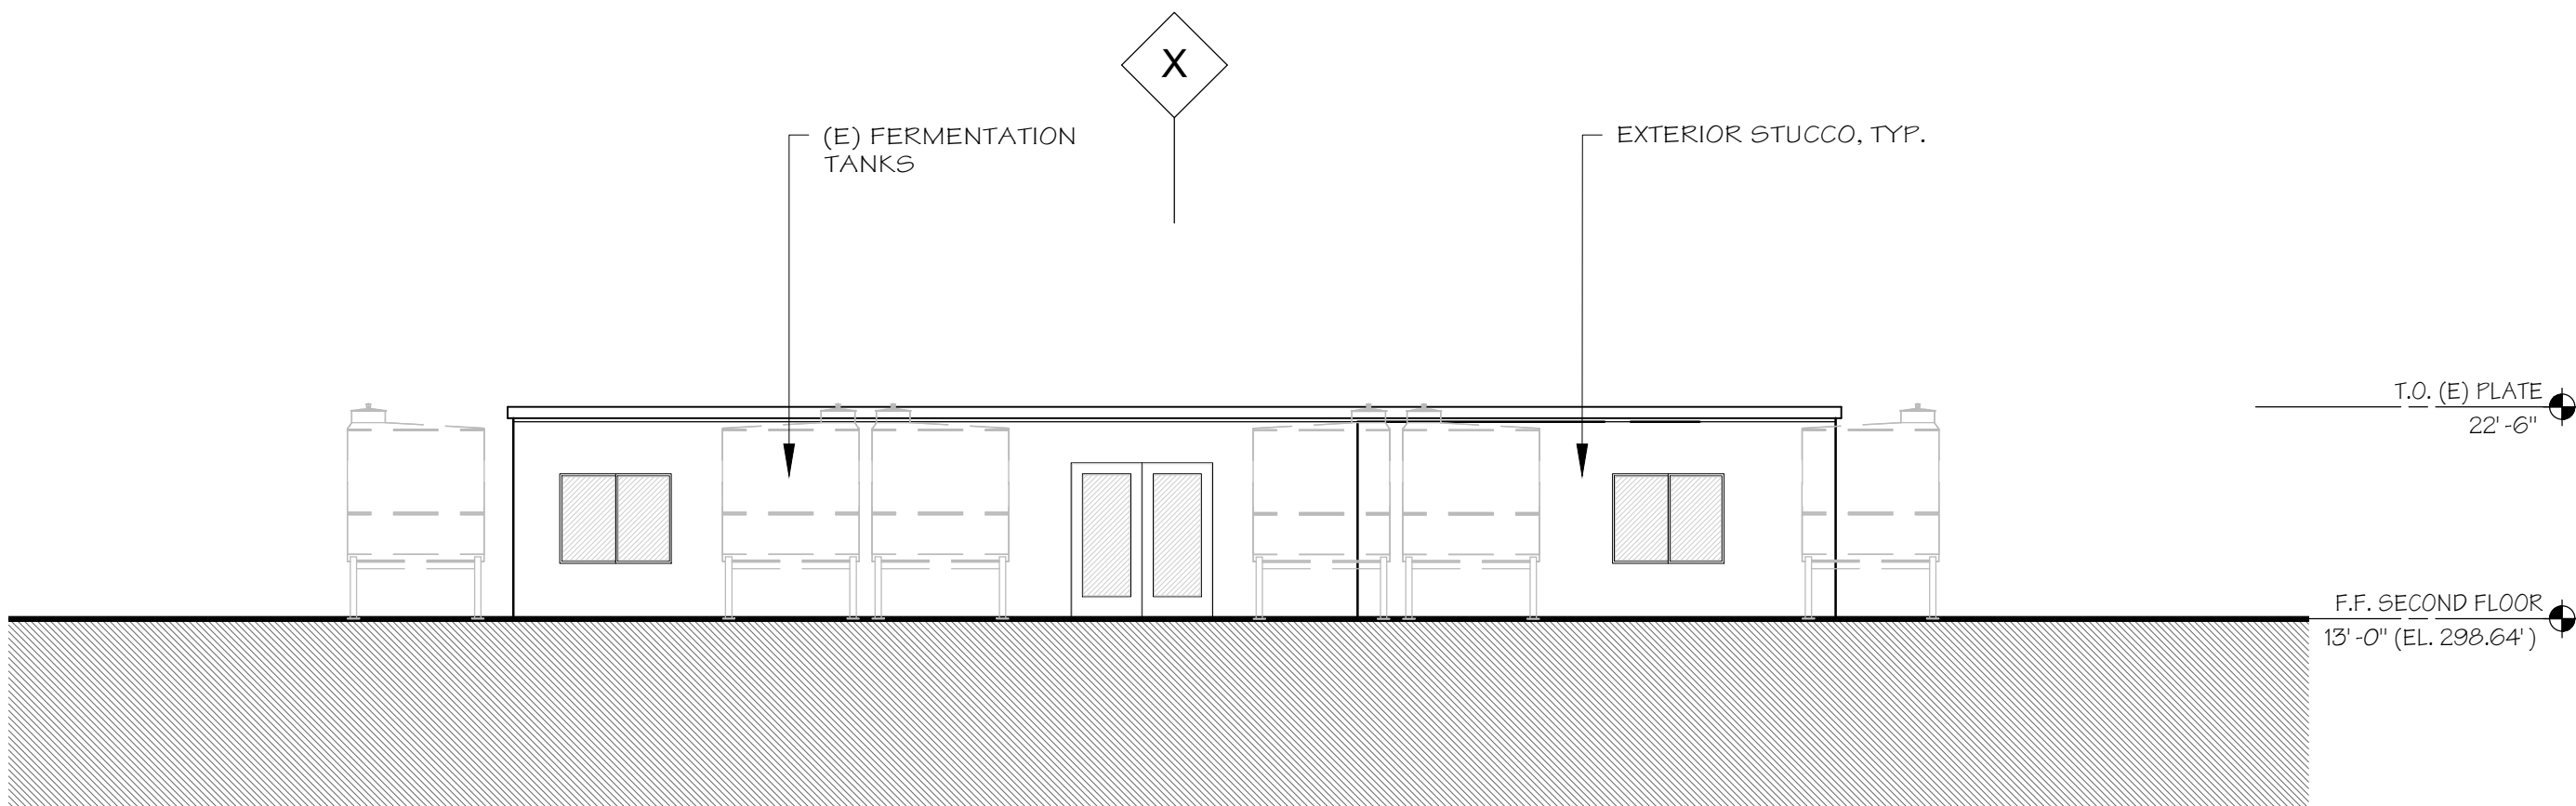 X
(E) FERMENTATION
TANKS
EXTERIOR STUCCO, TYP.
T.O. (E) PLATE
22'-6"
F.F. SECOND FLOOR
13'-0" (EL. 298.64')